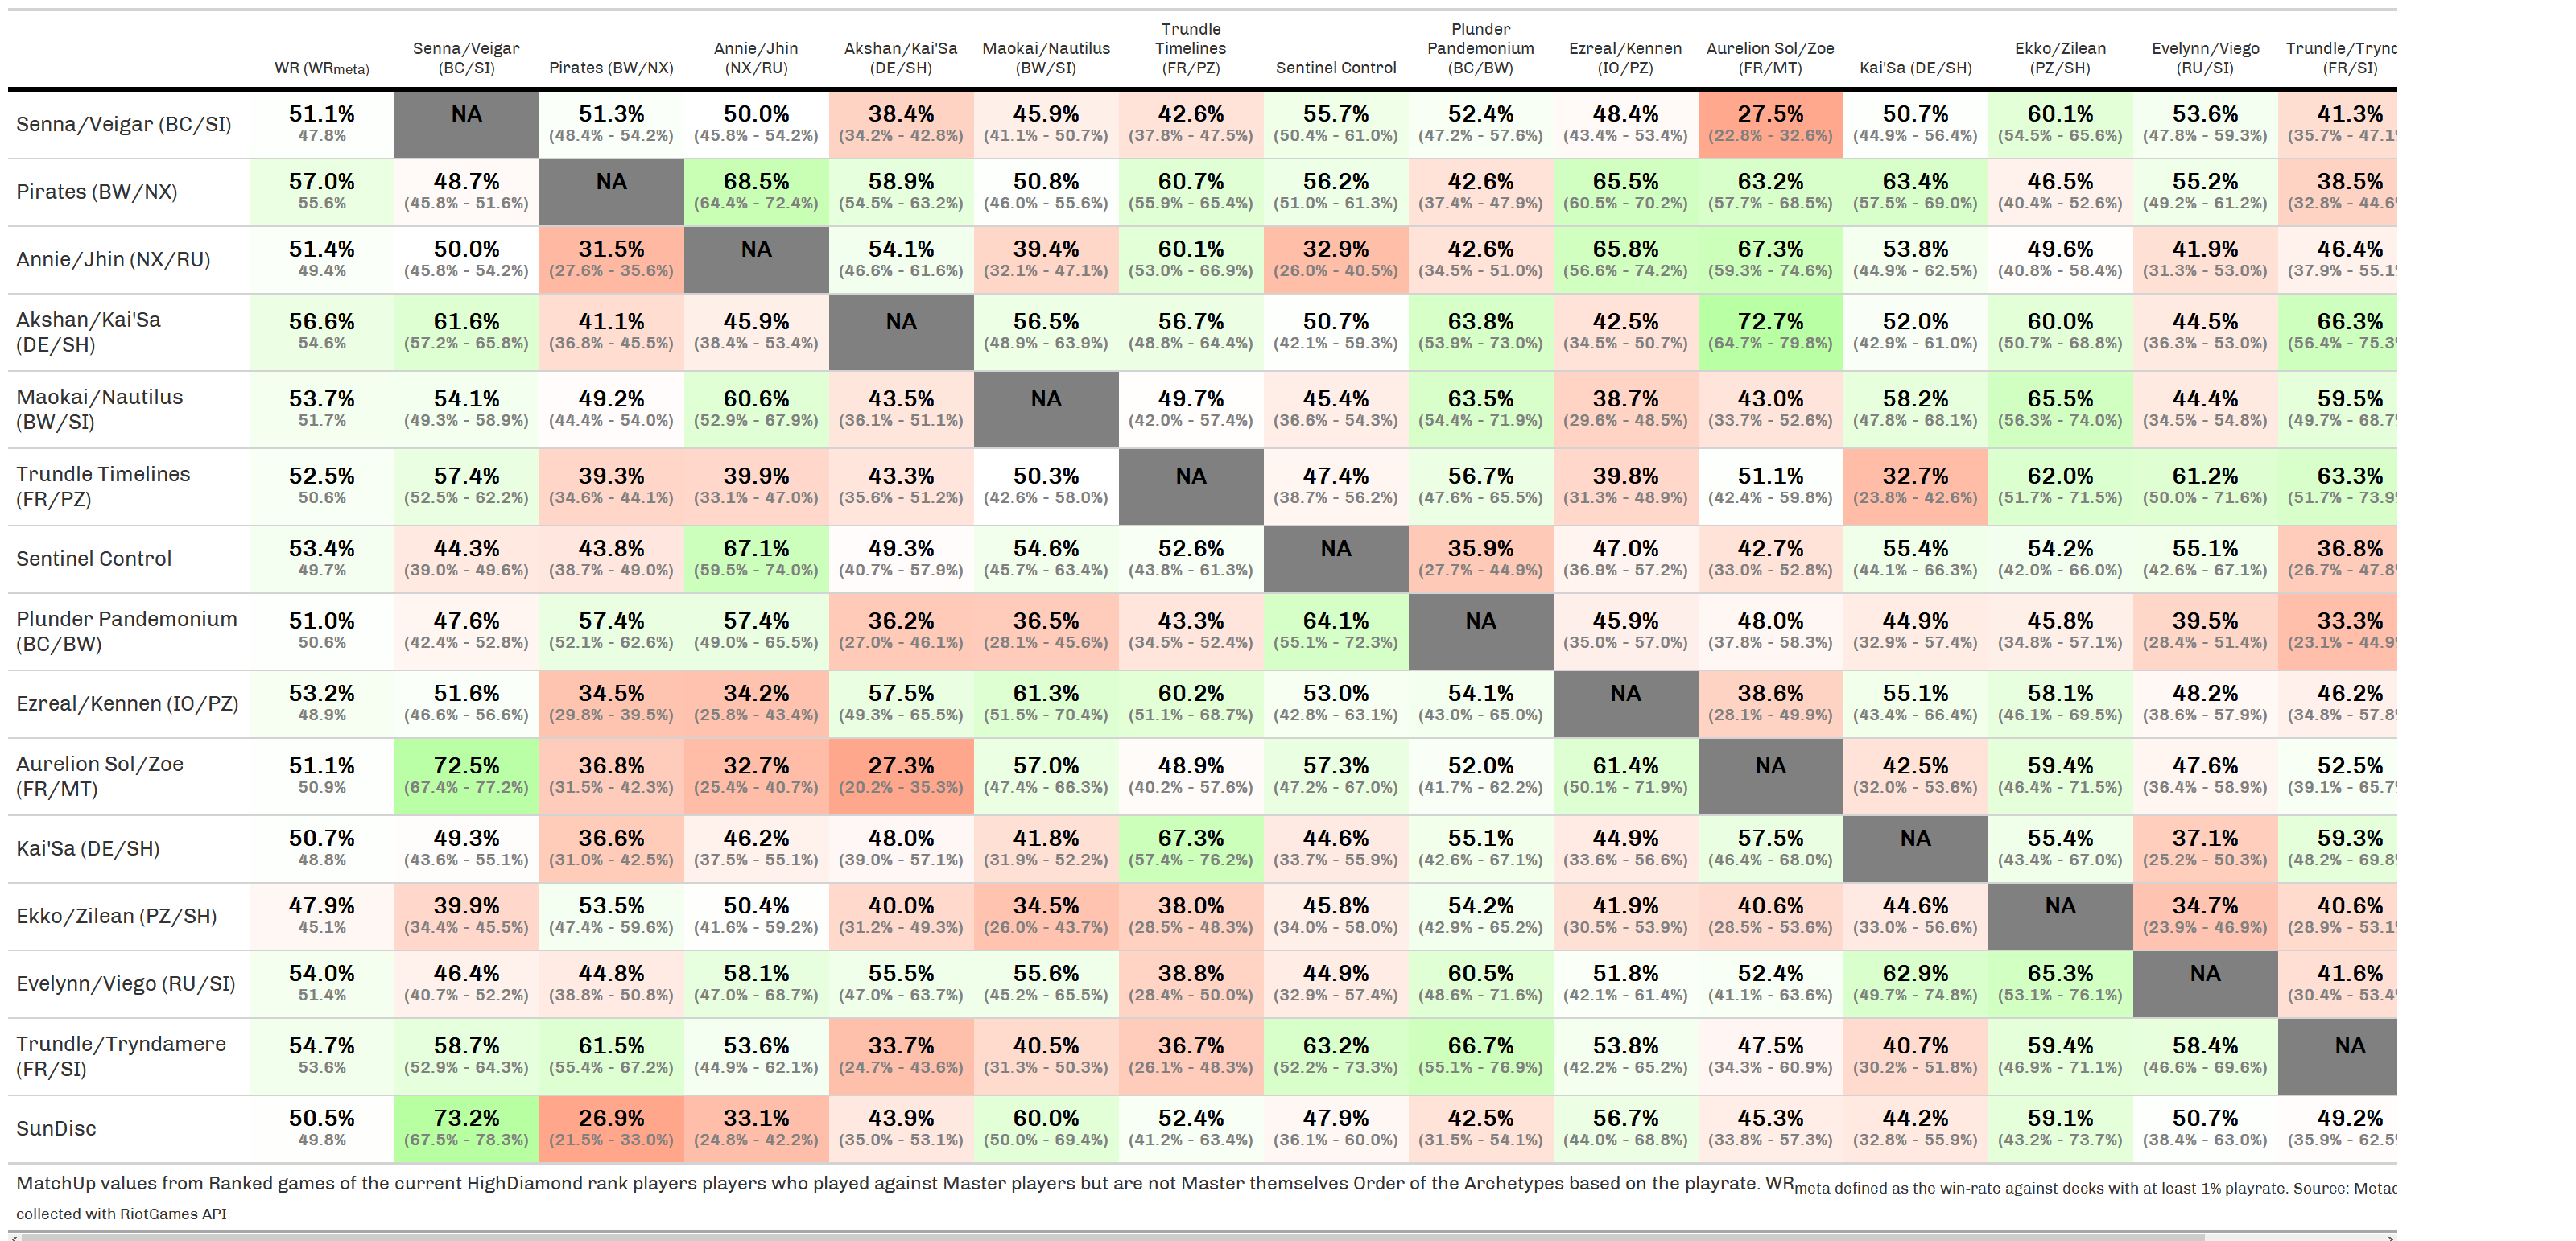 WR (WRmeta) Senna/Veigar (BC/SI) Pirates (BW/NX) Annie/Jhin (NX/RU) Akshan/Kai'Sa (DE/SH) Maokai/Nautilus (BW/SI) Trundle Timelines (FR/PZ) Sentinel Control Plunder Pandemonium (BC/BW) Ezreal/Kennen (IO/PZ) Aurelion Sol/Zoe (FR/MT) Kai'Sa (DE/SH) Ekko/Zilean (PZ/SH) Evelynn/Viego (RU/SI) Trundle/Trync (FR/SI)
Senna/Veigar (BC/SI) 51.1% NA 51.3% 50.0% 38.4% 45.9% 42.6% 55.7% 52.4% 48.4% 27.5% 50.7% 60.1% 53.6% 41.3%
47.8% (48.4% - 54.2%) (45.8% - 54.2%) (34.2% - 42.8%) (41.1% - 50.7%) (37.8% - 47.5%) (50.4% - 61.0%) (47.2% - 57.6%) (43.4% - 53.4%) (22.8% - 32.6%) (44.9% - 56.4%) (54.5% - 65.6%) (47.8% - 59.3%) (35.7% - 47.1%
Pirates (BW/NX) 57.0% 48.7% NA 68.5% 58.9% 50.8% 60.7% 56.2% 42.6% 65.5% 63.2% 63.4% 46.5% 55.2% 38.5%
55.6% (45.8% - 51.6%) (64.4% - 72.4%) (54.5% - 63.2%) (46.0% - 55.6%) (55.9% - 65.4%) (51.0% - 61.3%) (37.4% - 47.9%) (60.5% - 70.2%) (57.7% - 68.5%) (57.5% - 69.0%) (40.4% - 52.6%) (49.2% - 61.2%) (32.8% - 44.6%
Annie/Jhin (NX/RU) 51.4% 50.0% 31.5% NA 54.1% 39.4% 60.1% 32.9% 42.6% 65.8% 67.3% 53.8% 49.6% 41.9% 46.4%
49.4% (45.8% - 54.2%) (27.6% - 35.6%) (46.6% - 61.6%) (32.1% - 47.1%) (53.0% - 66.9%) (26.0% - 40.5%) (34.5% - 51.0%) (56.6% - 74.2%) (59.3% - 74.6%) (44.9% - 62.5%) (40.8% - 58.4%) (31.3% - 53.0%) (37.9% - 55.1%
Akshan/Kai'Sa (DE/SH) 56.6% 61.6% 41.1% 45.9% NA 56.5% 56.7% 50.7% 63.8% 42.5% 72.7% 52.0% 60.0% 44.5% 66.3%
54.6% (57.2% - 65.8%) (36.8% - 45.5%) (38.4% - 53.4%) (48.9% - 63.9%) (48.8% - 64.4%) (42.1% - 59.3%) (53.9% - 73.0%) (34.5% - 50.7%) (64.7% - 79.8%) (42.9% - 61.0%) (50.7% - 68.8%) (36.3% - 53.0%) (56.4% - 75.3%
Maokai/Nautilus (BW/SI) 53.7% 54.1% 49.2% 60.6% 43.5% NA 49.7% 45.4% 63.5% 38.7% 43.0% 58.2% 65.5% 44.4% 59.5%
51.7% (49.3% - 58.9%) (44.4% - 54.0%) (52.9% - 67.9%) (36.1% - 51.1%) (42.0% - 57.4%) (36.6% - 54.3%) (54.4% - 71.9%) (29.6% - 48.5%) (33.7% - 52.6%) (47.8% - 68.1%) (56.3% - 74.0%) (34.5% - 54.8%) (49.7% - 68.7%
Trundle Timelines (FR/PZ) 52.5% 57.4% 39.3% 39.9% 43.3% 50.3% NA 47.4% 56.7% 39.8% 51.1% 32.7% 62.0% 61.2% 63.3%
50.6% (52.5% - 62.2%) (34.6% - 44.1%) (33.1% - 47.0%) (35.6% - 51.2%) (42.6% - 58.0%) (38.7% - 56.2%) (47.6% - 65.5%) (31.3% - 48.9%) (42.4% - 59.8%) (23.8% - 42.6%) (51.7% - 71.5%) (50.0% - 71.6%) (51.7% - 73.9%
Sentinel Control 53.4% 44.3% 43.8% 67.1% 49.3% 54.6% 52.6% NA 35.9% 47.0% 42.7% 55.4% 54.2% 55.1% 36.8%
49.7% (39.0% - 49.6%) (38.7% - 49.0%) (59.5% - 74.0%) (40.7% - 57.9%) (45.7% - 63.4%) (43.8% - 61.3%) (27.7% - 44.9%) (36.9% - 57.2%) (33.0% - 52.8%) (44.1% - 66.3%) (42.0% - 66.0%) (42.6% - 67.1%) (26.7% - 47.8%
Plunder Pandemonium (BC/BW) 51.0% 47.6% 57.4% 57.4% 36.2% 36.5% 43.3% 64.1% NA 45.9% 48.0% 44.9% 45.8% 39.5% 33.3%
50.6% (42.4% - 52.8%) (52.1% - 62.6%) (49.0% - 65.5%) (27.0% - 46.1%) (28.1% - 45.6%) (34.5% - 52.4%) (55.1% - 72.3%) (35.0% - 57.0%) (37.8% - 58.3%) (32.9% - 57.4%) (34.8% - 57.1%) (28.4% - 51.4%) (23.1% - 44.9%
Ezreal/Kennen (IO/PZ) 53.2% 51.6% 34.5% 34.2% 57.5% 61.3% 60.2% 53.0% 54.1% NA 38.6% 55.1% 58.1% 48.2% 46.2%
48.9% (46.6% - 56.6%) (29.8% - 39.5%) (25.8% - 43.4%) (49.3% - 65.5%) (51.5% - 70.4%) (51.1% - 68.7%) (42.8% - 63.1%) (43.0% - 65.0%) (28.1% - 49.9%) (43.4% - 66.4%) (46.1% - 69.5%) (38.6% - 57.9%) (34.8% - 57.8%
Aurelion Sol/Zoe (FR/MT) 51.1% 72.5% 36.8% 32.7% 27.3% 57.0% 48.9% 57.3% 52.0% 61.4% NA 42.5% 59.4% 47.6% 52.5%
50.9% (67.4% - 77.2%) (31.5% - 42.3%) (25.4% - 40.7%) (20.2% - 35.3%) (47.4% - 66.3%) (40.2% - 57.6%) (47.2% - 67.0%) (41.7% - 62.2%) (50.1% - 71.9%) (32.0% - 53.6%) (46.4% - 71.5%) (36.4% - 58.9%) (39.1% - 65.7%
Kai'Sa (DE/SH) 50.7% 49.3% 36.6% 46.2% 48.0% 41.8% 67.3% 44.6% 55.1% 44.9% 57.5% NA 55.4% 37.1% 59.3%
48.8% (43.6% - 55.1%) (31.0% - 42.5%) (37.5% - 55.1%) (39.0% - 57.1%) (31.9% - 52.2%) (57.4% - 76.2%) (33.7% - 55.9%) (42.6% - 67.1%) (33.6% - 56.6%) (46.4% - 68.0%) (43.4% - 67.0%) (25.2% - 50.3%) (48.2% - 69.8%
Ekko/Zilean (PZ/SH) 47.9% 39.9% 53.5% 50.4% 40.0% 34.5% 38.0% 45.8% 54.2% 41.9% 40.6% 44.6% NA 34.7% 40.6%
45.1% (34.4% - 45.5%) (47.4% - 59.6%) (41.6% - 59.2%) (31.2% - 49.3%) (26.0% - 43.7%) (28.5% - 48.3%) (34.0% - 58.0%) (42.9% - 65.2%) (30.5% - 53.9%) (28.5% - 53.6%) (33.0% - 56.6%) (23.9% - 46.9%) (28.9% - 53.1%
Evelynn/Viego (RU/SI) 54.0% 46.4% 44.8% 58.1% 55.5% 55.6% 38.8% 44.9% 60.5% 51.8% 52.4% 62.9% 65.3% NA 41.6%
51.4% (40.7% - 52.2%) (38.8% - 50.8%) (47.0% - 68.7%) (47.0% - 63.7%) (45.2% - 65.5%) (28.4% - 50.0%) (32.9% - 57.4%) (48.6% - 71.6%) (42.1% - 61.4%) (41.1% - 63.6%) (49.7% - 74.8%) (53.1% - 76.1%) (30.4% - 53.4%
Trundle/Tryndamere (FR/SI) 54.7% 58.7% 61.5% 53.6% 33.7% 40.5% 36.7% 63.2% 66.7% 53.8% 47.5% 40.7% 59.4% 58.4% NA
53.6% (52.9% - 64.3%) (55.4% - 67.2%) (44.9% - 62.1%) (24.7% - 43.6%) (31.3% - 50.3%) (26.1% - 48.3%) (52.2% - 73.3%) (55.1% - 76.9%) (42.2% - 65.2%) (34.3% - 60.9%) (30.2% - 51.8%) (46.9% - 71.1%) (46.6% - 69.6%)
SunDisc 50.5% 73.2% 26.9% 33.1% 43.9% 60.0% 52.4% 47.9% 42.5% 56.7% 45.3% 44.2% 59.1% 50.7% 49.2%
49.8% (67.5% - 78.3%) (21.5% - 33.0%) (24.8% - 42.2%) (35.0% - 53.1%) (50.0% - 69.4%) (41.2% - 63.4%) (36.1% - 60.0%) (31.5% - 54.1%) (44.0% - 68.8%) (33.8% - 57.3%) (32.8% - 55.9%) (43.2% - 73.7%) (38.4% - 63.0%) (35.9% - 62.5%
MatchUp values from Ranked games of the current HighDiamond rank players players who played against Master players but are not Master themselves Order of the Archetypes based on the playrate. WRmeta defined as the win-rate against decks with at least 1% playrate. Source:
collected with RiotGames API